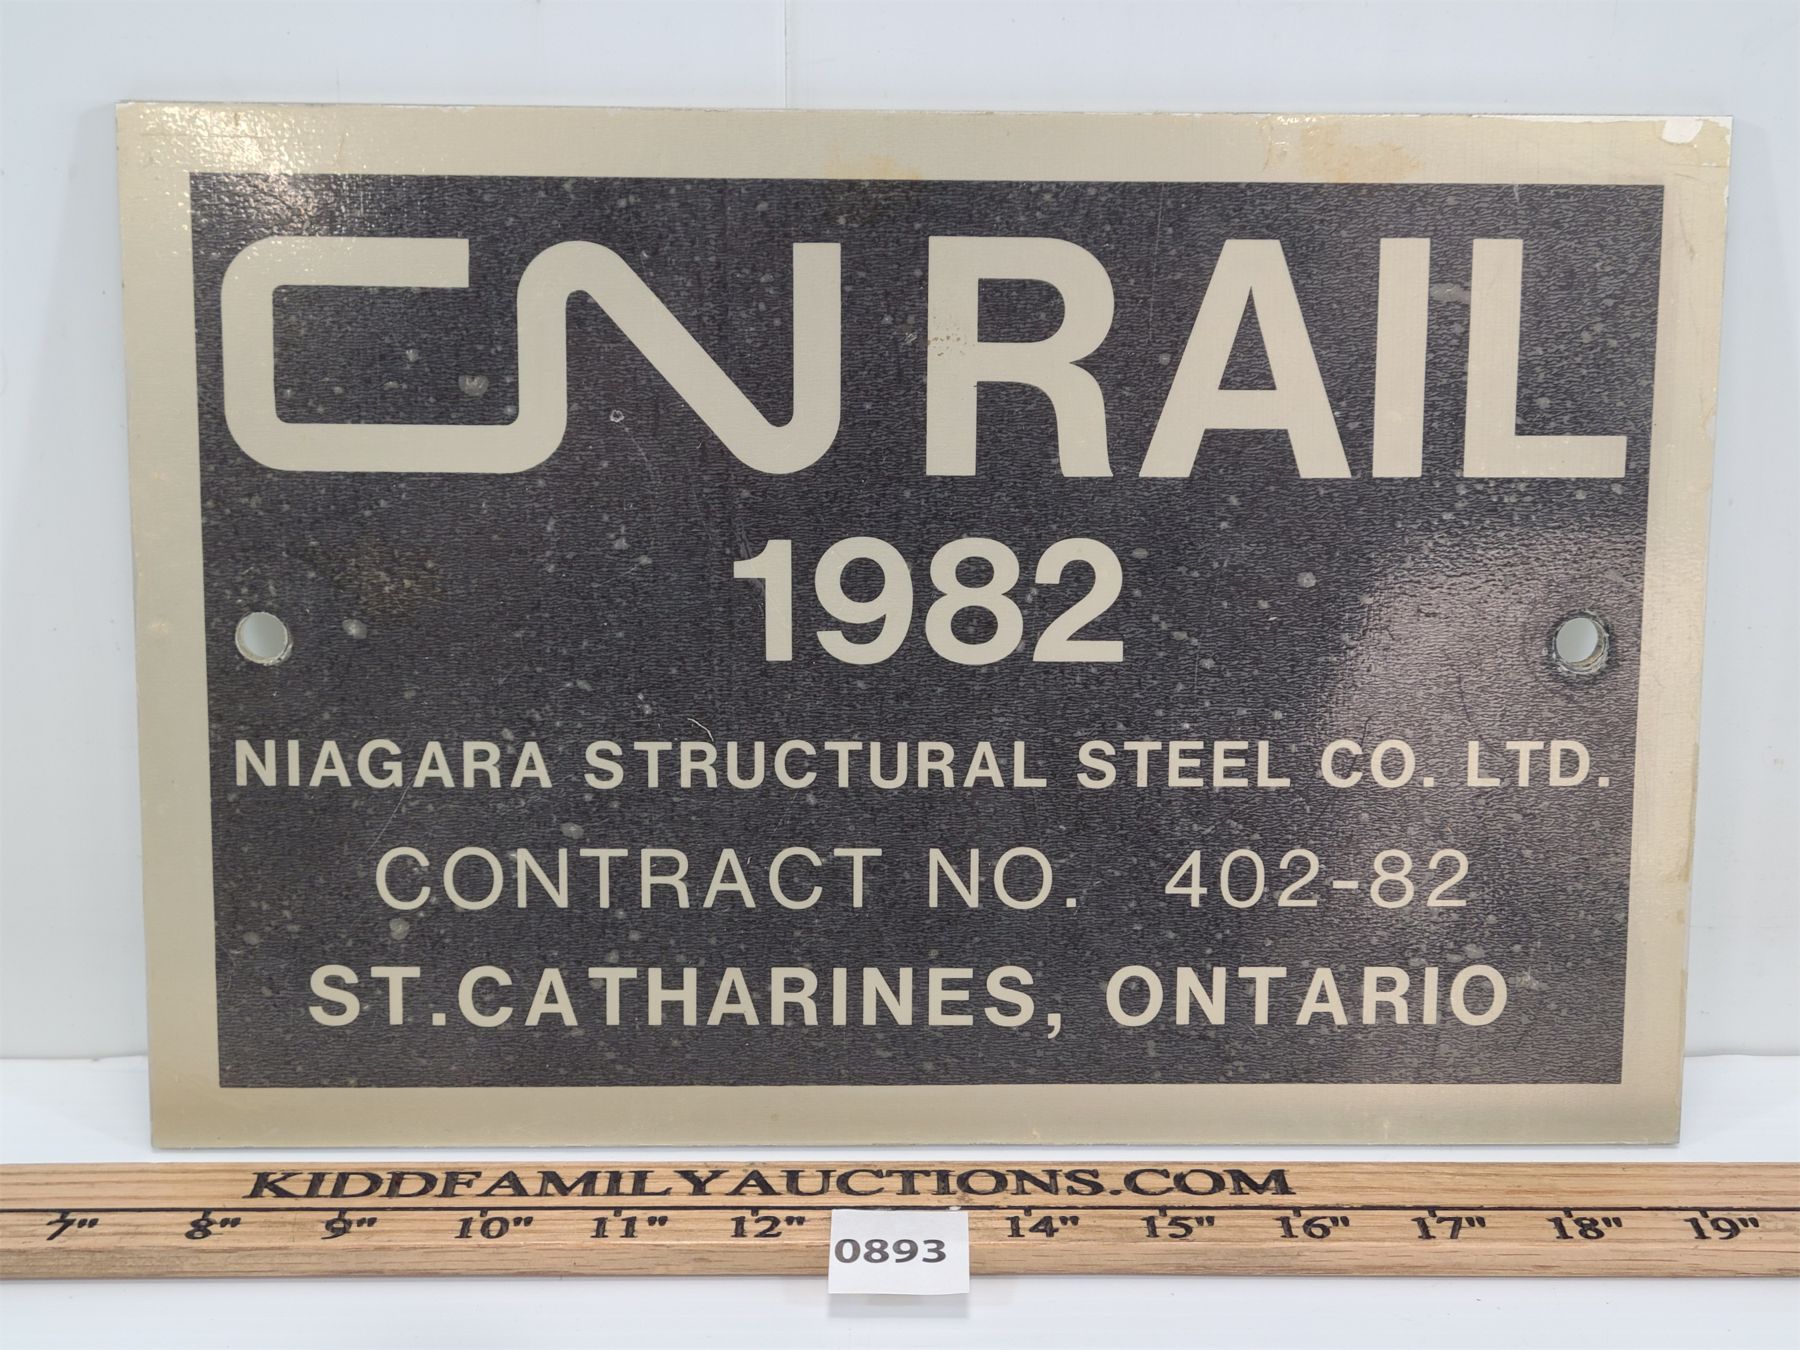 CN RAIL
1982
NIAGARA STRUCTURAL STEEL CO. LTD.
CONTRACT NO. 402-82
ST. CATHARINES, ONTARIO
KIDDFAMILYAUCTIONS.COM
7" 8" 9" 10" 11" 12" 14" 15" 16" 17" 18" 19"
0893